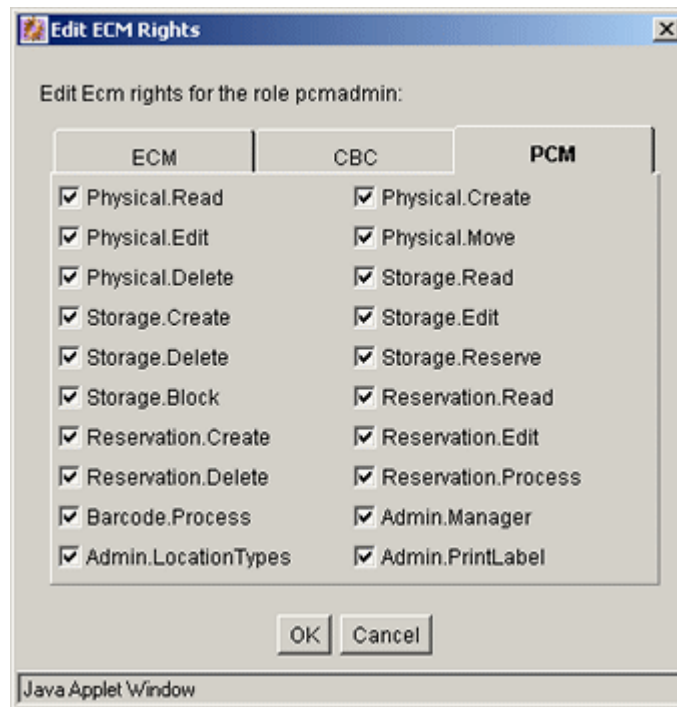 Edit ECM Rights
Edit Ecm rights for the role pcmadmin:
ECM CBC PCM
Physical.Read Physical.Create
Physical.Edit Physical.Move
Physical.Delete Storage.Read
Storage.Create Storage.Edit
Storage.Delete Storage.Reserve
Storage.Block Reservation.Read
Reservation.Create Reservation.Edit
Reservation.Delete Reservation.Process
Barcode.Process Admin.Manager
Admin.LocationTypes Admin.PrintLabel
OK Cancel
Java Applet Window